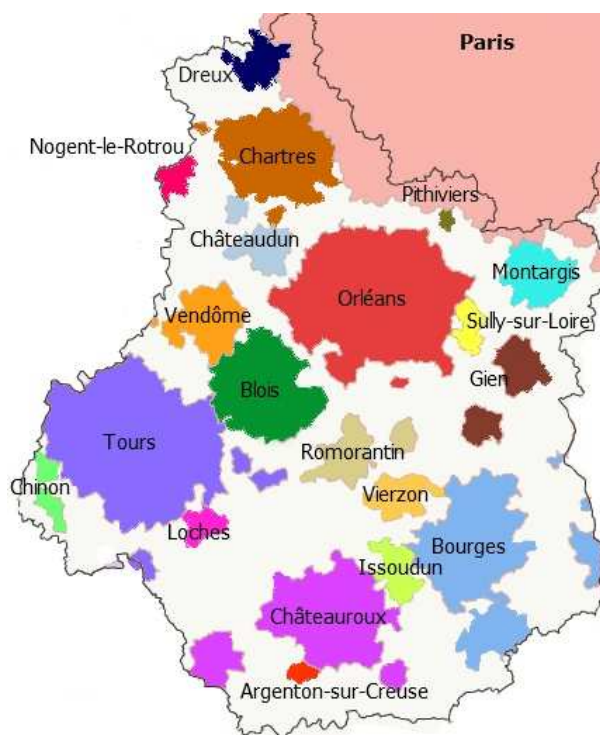 Paris
Dreux
Nogent-le-Rotrou
Chartres
Pithiviers
Châteaudun
Montargis
Orléans
Vendôme
Sully-sur-Loire
Gien
Blois
Tours
Romorantin
Chinon
Vierzon
Loches
Bourges
Issoudun
Châteauroux
Argenton-sur-Creuse